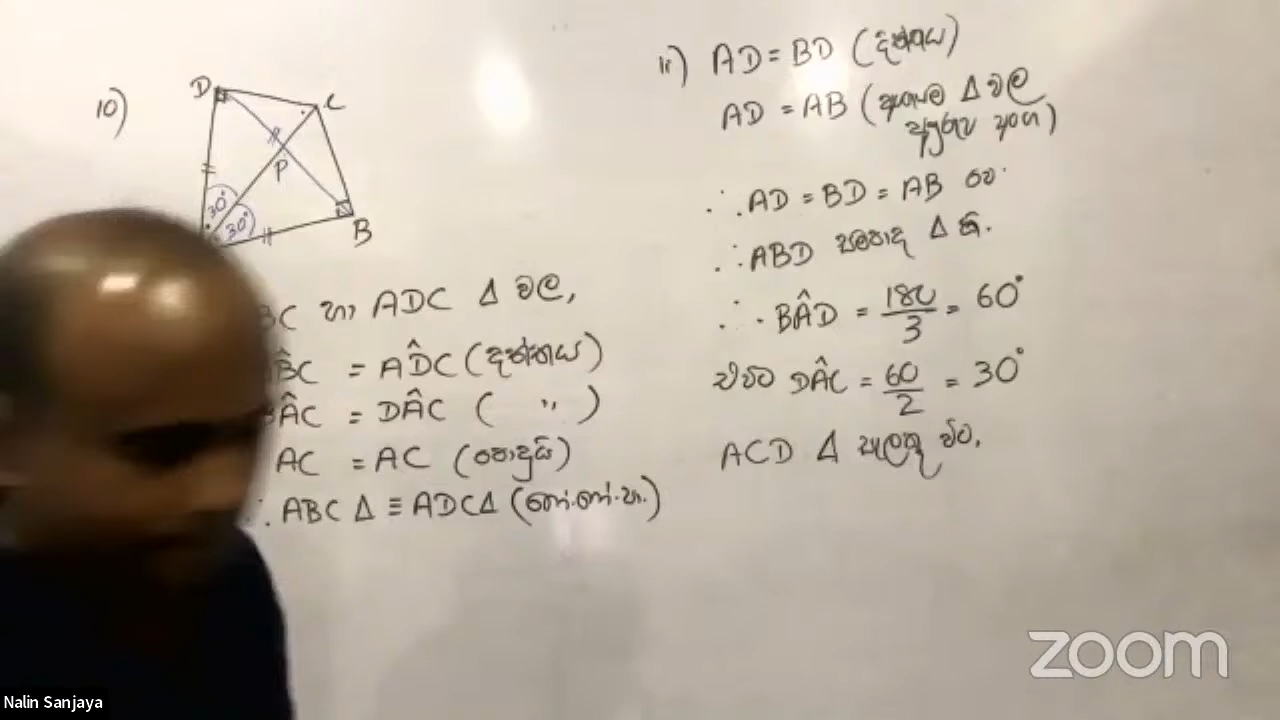 10)
D
C
P
30°
30°
B
BC හා ADC Δ වල,
B̂C = AD̂C (දත්තය)
BÂC = DÂC ( ,, )
AC = AC (පොදුයි)
∴ ABC Δ ≡ ADC Δ (කෝ.කෝ.පා.)
ii) AD = BD (දත්තය)
AD = AB (අංගසම Δ වල
අනුරූප අංග)
∴ AD = BD = AB වේ.
∴ ABD සමපාද Δ කි.
∴ BÂD = 180/3 = 60°
එවිට DÂC = 60/2 = 30°
ACD Δ සැලකූ විට,
zoom
Nalin Sanjaya